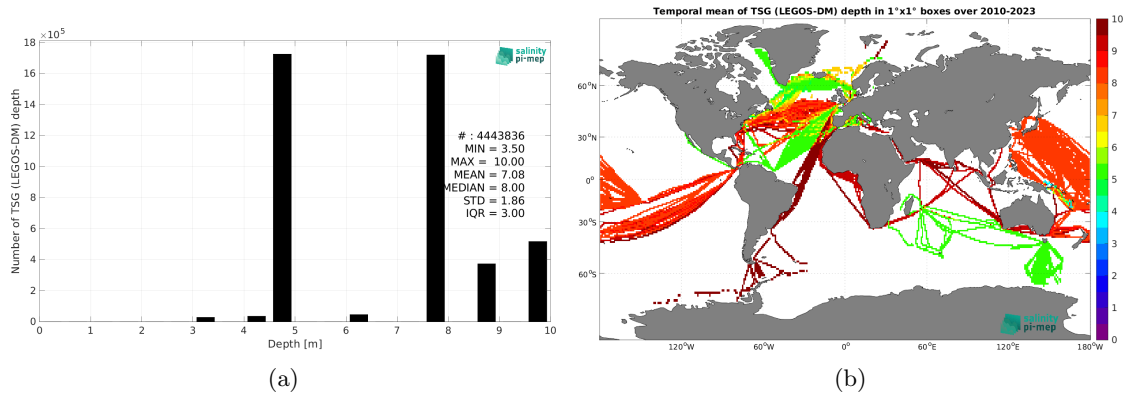 ×10⁵
18
16
14
12
10
8
6
4
2
0
Number of TSG (LEGOS-DM) depth
salinity
pi-mep
# : 4443836
MIN = 3.50
MAX = 10.00
MEAN = 7.08
MEDIAN = 8.00
STD = 1.86
IQR = 3.00
0 1 2 3 4 5 6 7 8 9 10
Depth [m]
(a)
Temporal mean of TSG (LEGOS-DM) depth in 1°x1° boxes over 2010-2023
60°N
30°N
0°
30°S
60°S
120°W 60°W 0° 60°E 120°E 180°W
salinity
pi-mep
10
9
8
7
6
5
4
3
2
1
0
(b)